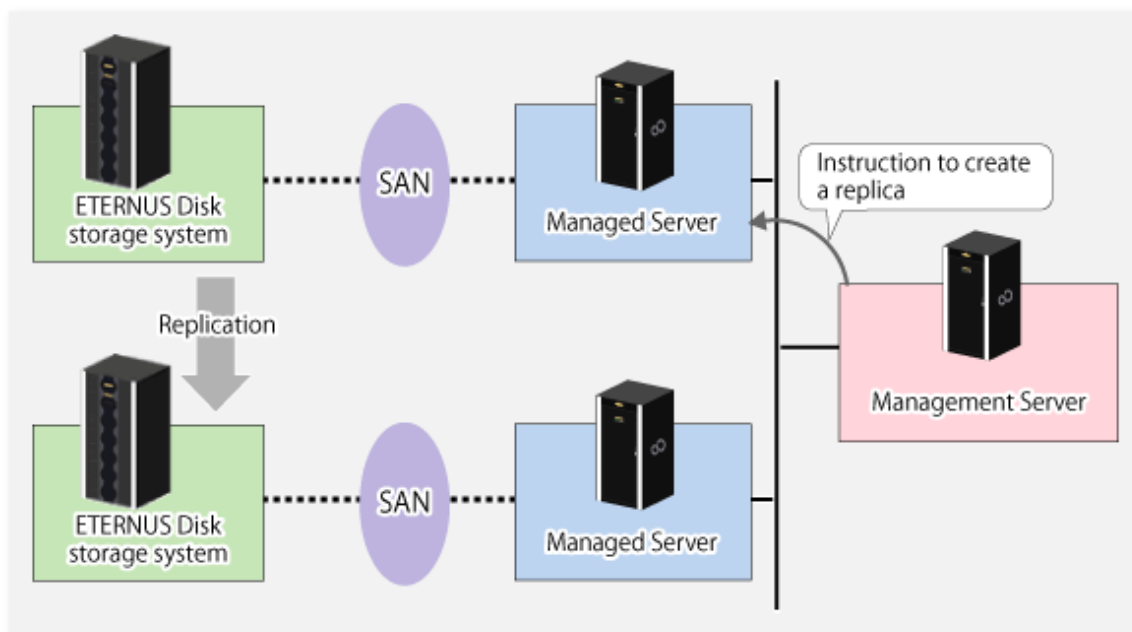 ETERNUS Disk
storage system
SAN
Managed Server
Instruction to create
a replica
Replication
Management Server
ETERNUS Disk
storage system
SAN
Managed Server